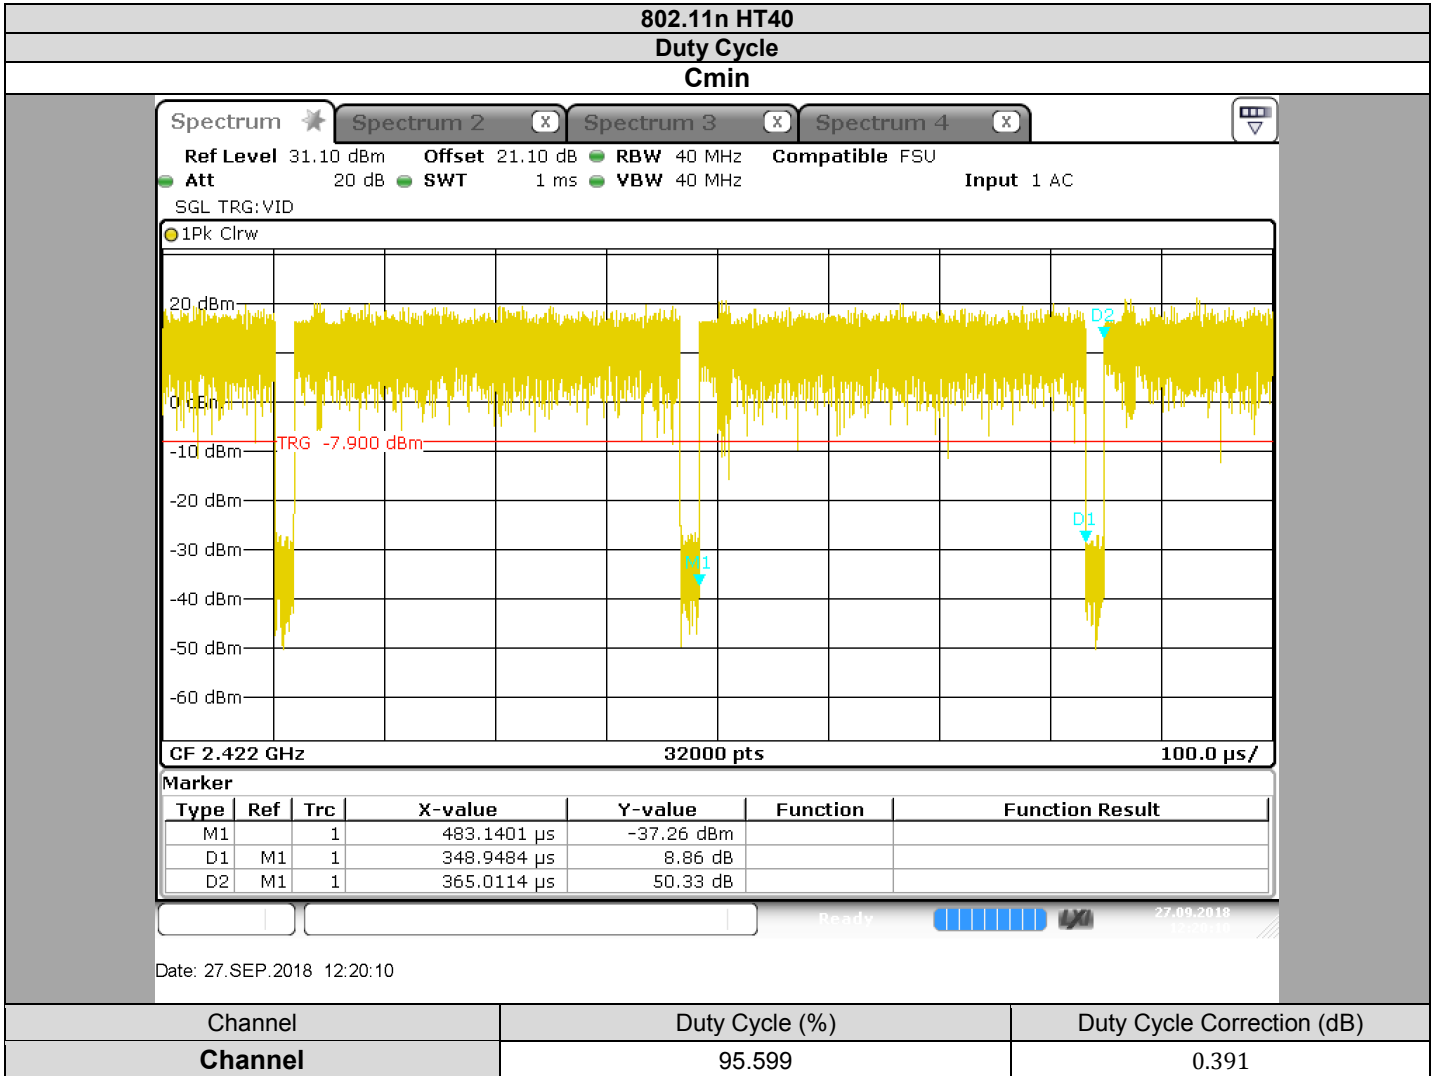 802.11n HT40
Duty Cycle
Cmin
Spectrum Spectrum 2 X Spectrum 3 X Spectrum 4 X
Ref Level 31.10 dBm Offset 21.10 dB RBW 40 MHz Compatible FSU
Att 20 dB SWT 1 ms VBW 40 MHz Input 1 AC
SGL TRG:VID
1Pk Clrw
20 dBm
D2
0 dBm
TRG -7.900 dBm
-10 dBm
-20 dBm
D1
-30 dBm
M1
-40 dBm
-50 dBm
-60 dBm
CF 2.422 GHz 32000 pts 100.0 µs/
Marker
Type Ref Trc X-value Y-value Function Function Result
M1 1 483.1401 µs -37.26 dBm
D1 M1 1 348.9484 µs 8.86 dB
D2 M1 1 365.0114 µs 50.33 dB
Ready LXI 27.09.2018
12:20:10
Date: 27.SEP.2018 12:20:10
Channel Duty Cycle (%) Duty Cycle Correction (dB)
Channel 95.599 0.391